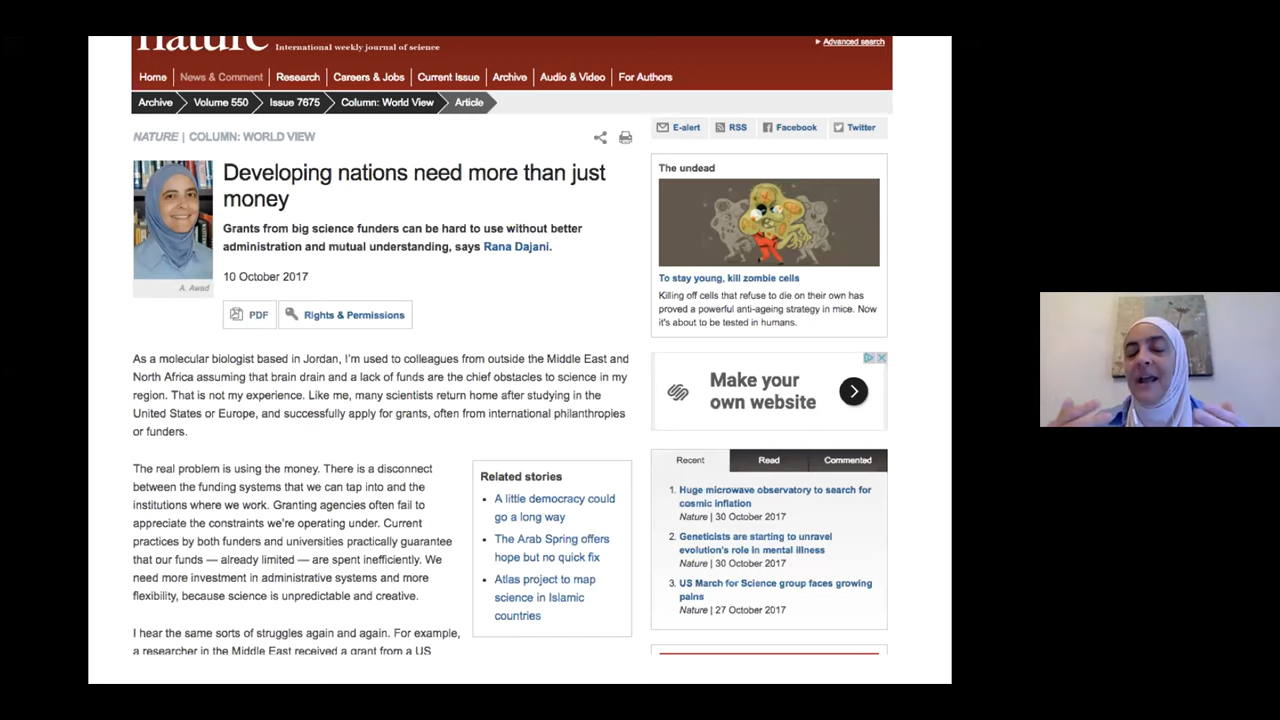 nature International weekly journal of science
Advanced search
Home News & Comment Research Careers & Jobs Current Issue Archive Audio & Video For Authors
Archive Volume 550 Issue 7675 Column: World View Article
NATURE | COLUMN: WORLD VIEW
Developing nations need more than just
money
Grants from big science funders can be hard to use without better
administration and mutual understanding, says Rana Dajani.
10 October 2017
A. Awad
PDF Rights & Permissions
As a molecular biologist based in Jordan, I'm used to colleagues from outside the Middle East and
North Africa assuming that brain drain and a lack of funds are the chief obstacles to science in my
region. That is not my experience. Like me, many scientists return home after studying in the
United States or Europe, and successfully apply for grants, often from international philanthropies
or funders.
The real problem is using the money. There is a disconnect
between the funding systems that we can tap into and the
institutions where we work. Granting agencies often fail to
appreciate the constraints we're operating under. Current
practices by both funders and universities practically guarantee
that our funds — already limited — are spent inefficiently. We
need more investment in administrative systems and more
flexibility, because science is unpredictable and creative.
I hear the same sorts of struggles again and again. For example,
a researcher in the Middle East received a grant from a US
Related stories
• A little democracy could
go a long way
• The Arab Spring offers
hope but no quick fix
• Atlas project to map
science in Islamic
countries
E-alert RSS Facebook Twitter
The undead
To stay young, kill zombie cells
Killing off cells that refuse to die on their own has
proved a powerful anti-ageing strategy in mice. Now
it's about to be tested in humans.
Make your
own website
Recent Read Commented
1. Huge microwave observatory to search for
cosmic inflation
Nature | 30 October 2017
2. Geneticists are starting to unravel
evolution's role in mental illness
Nature | 30 October 2017
3. US March for Science group faces growing
pains
Nature | 27 October 2017